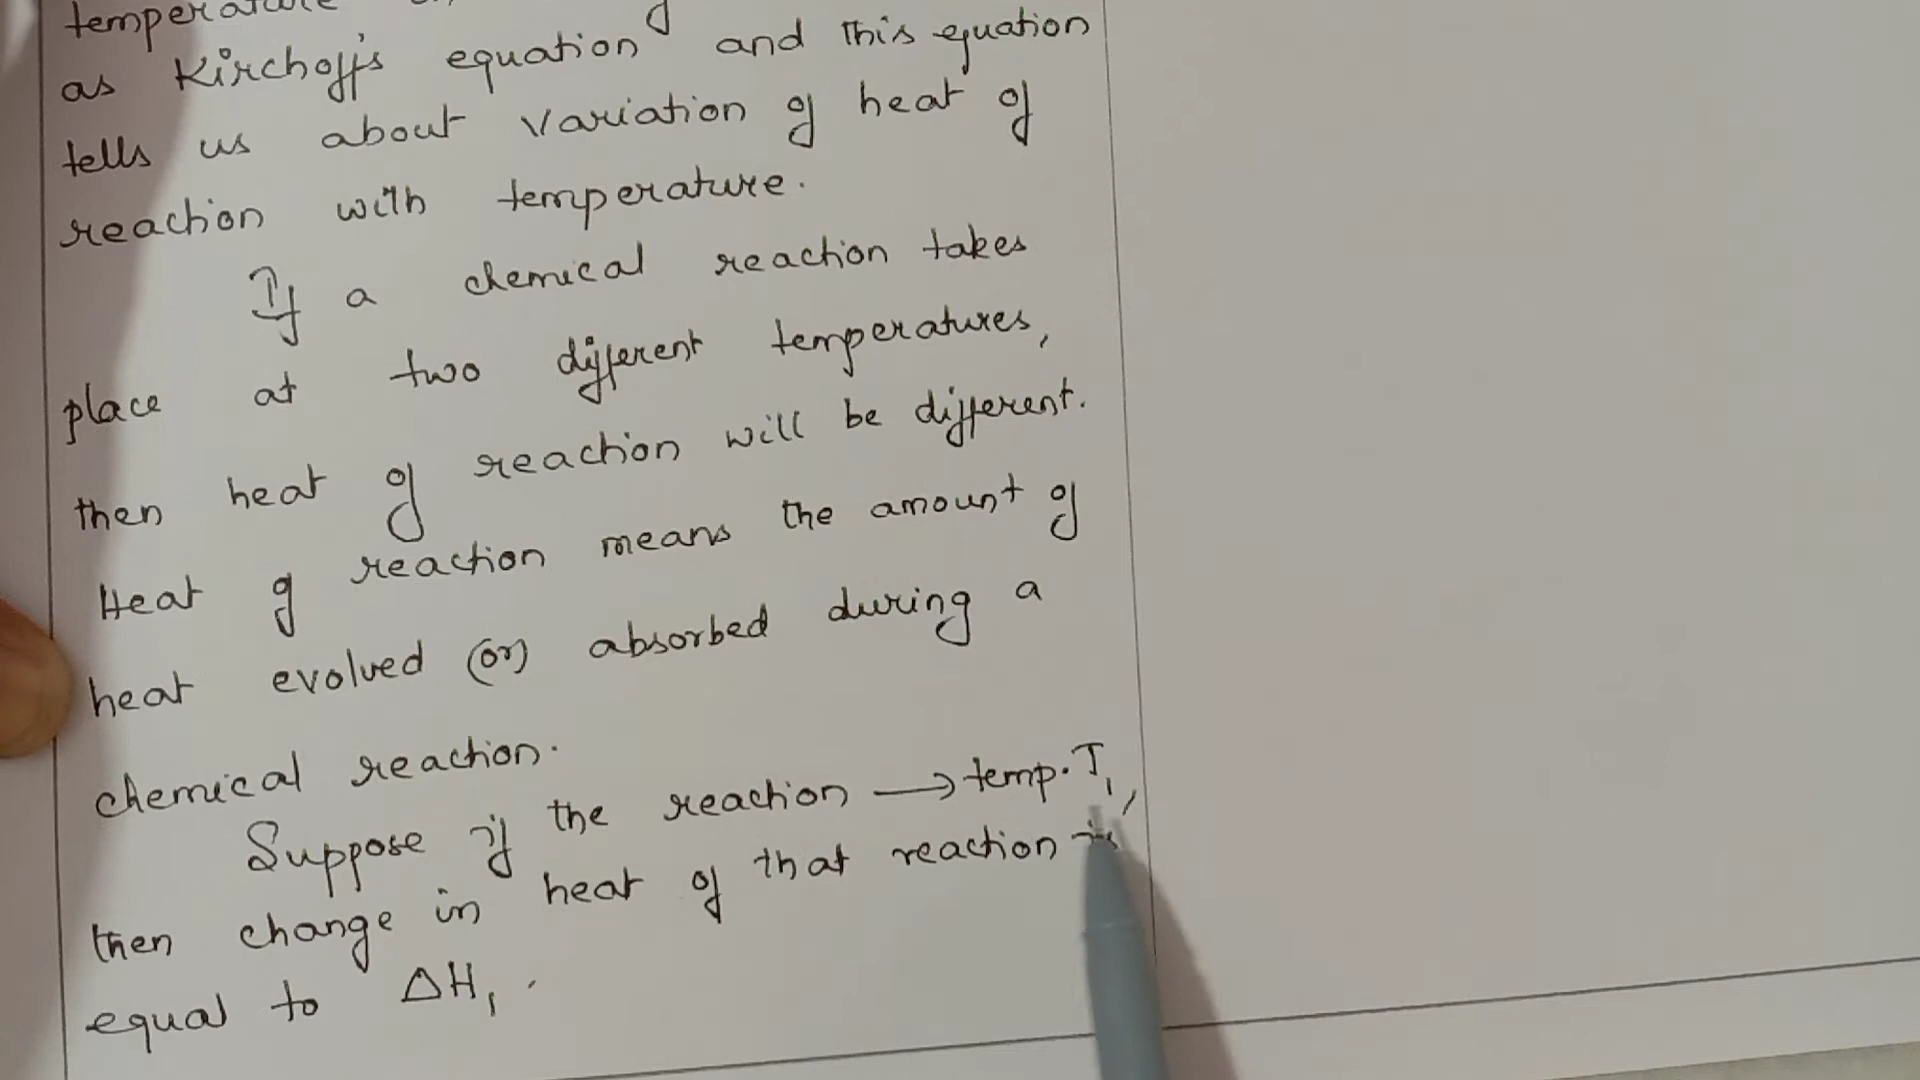 temperature
as Kirchoff's equation and this equation
tells us about variation of heat of
reaction with temperature.
If a chemical reaction takes
place at two different temperatures,
then heat of reaction will be different.
Heat of reaction means the amount of
heat evolved (or) absorbed during a
chemical reaction.
Suppose if the reaction → temp. T₁,
then change in heat of that reaction is
equal to ΔH₁.